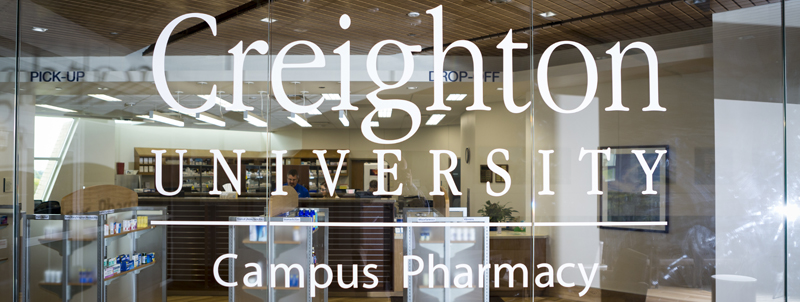 PICK-UP
DROP-OFF
Creighton
UNIVERSITY
Campus Pharmacy